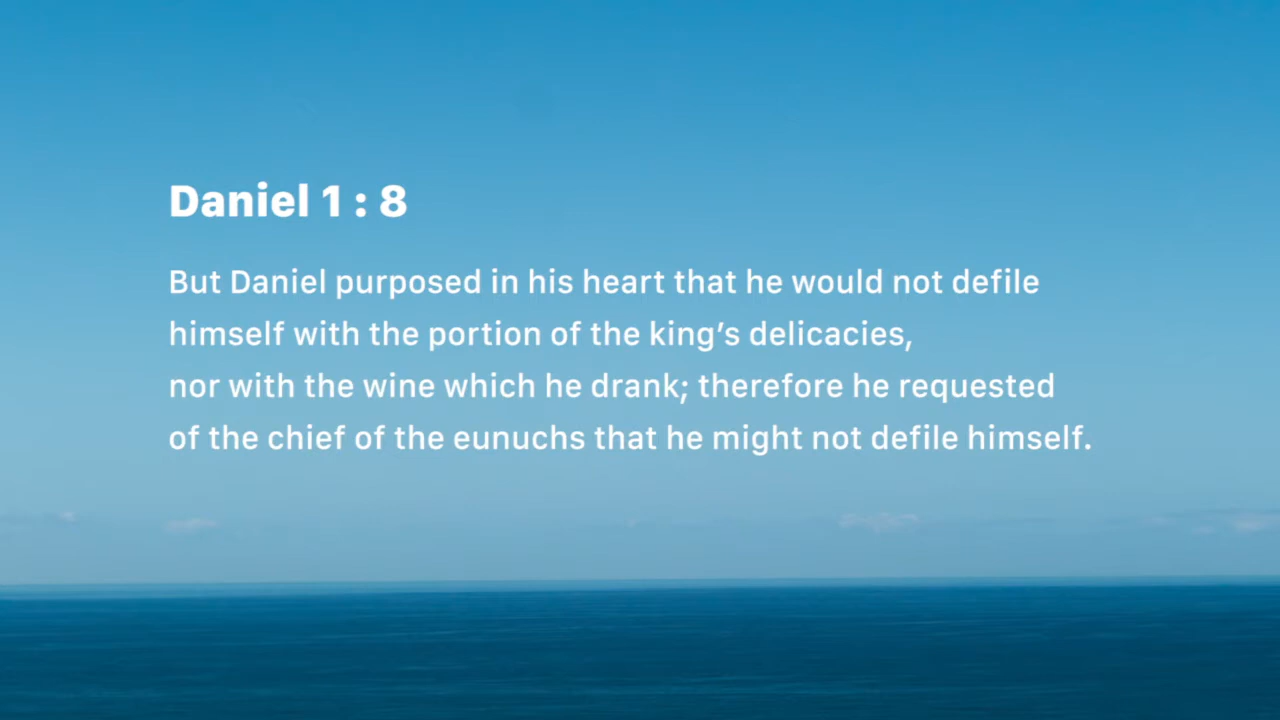 Daniel 1 : 8
But Daniel purposed in his heart that he would not defile
himself with the portion of the king’s delicacies,
nor with the wine which he drank; therefore he requested
of the chief of the eunuchs that he might not defile himself.